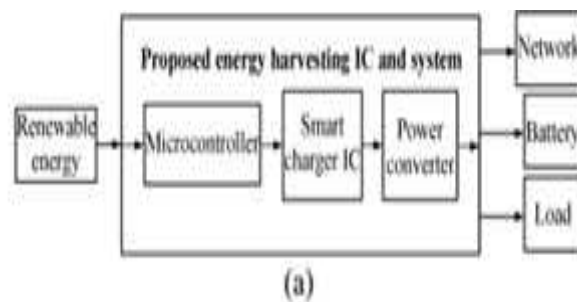 Proposed energy harvesting IC and system
Renewable
energy
Microcontroller
Smart
charger IC
Power
converter
Network
Battery
Load
(a)